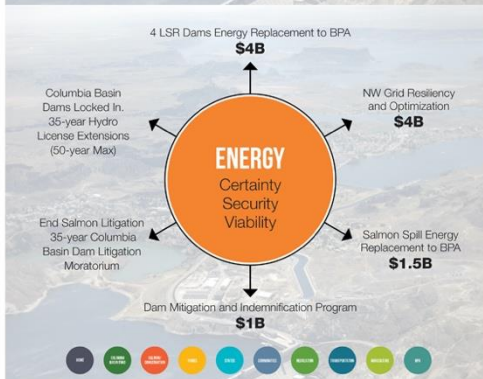 4 LSR Dams Energy Replacement to BPA
$4B
Columbia Basin
Dams Locked In.
35-year Hydro
License Extensions
(50-year Max)
NW Grid Resiliency
and Optimization
$4B
ENERGY
Certainty
Security
Viability
End Salmon Litigation
35-year Columbia
Basin Dam Litigation
Moratorium
Salmon Spill Energy
Replacement to BPA
$1.5B
Dam Mitigation and Indemnification Program
$1B